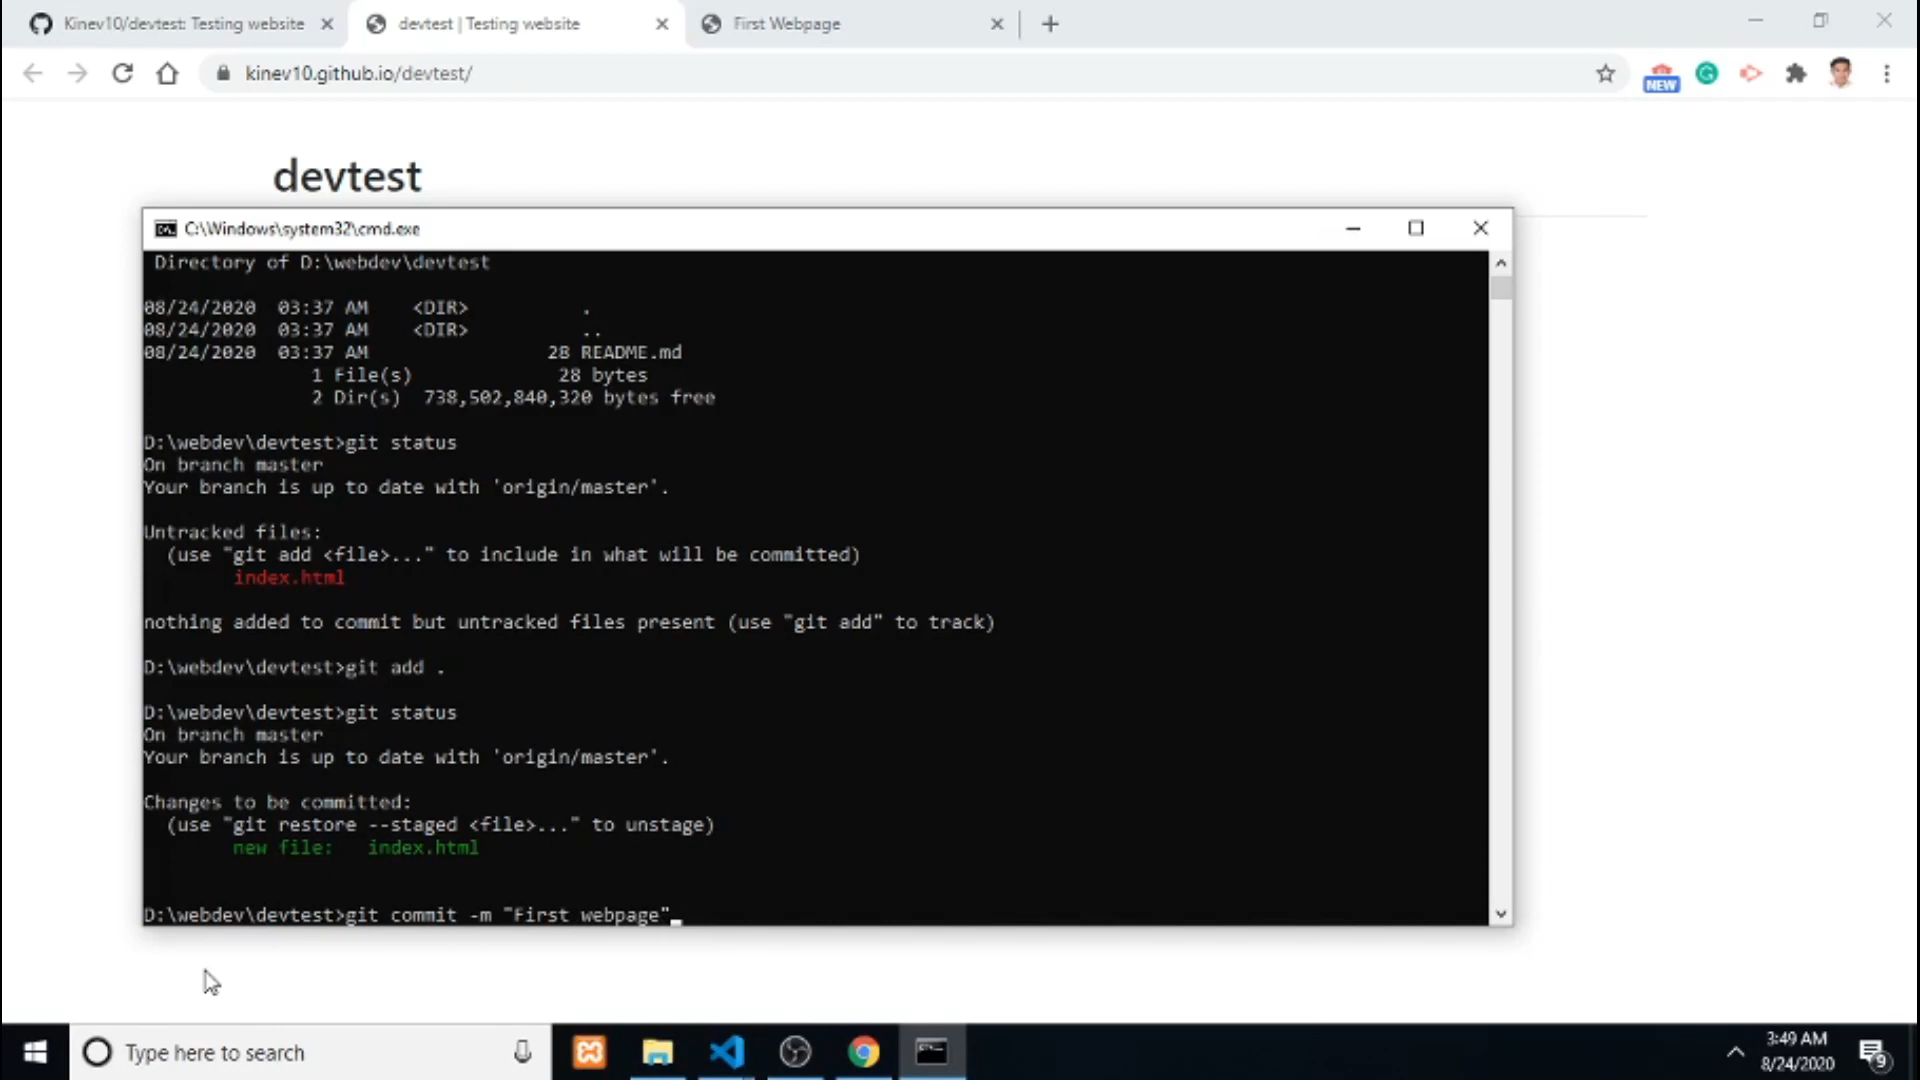 Kinev10/devtest: Testing website
devtest | Testing website
First Webpage
kinev10.github.io/devtest/
NEW
devtest
C:\Windows\system32\cmd.exe
Directory of D:\webdev\devtest
08/24/2020 03:37 AM <DIR> .
08/24/2020 03:37 AM <DIR> ..
08/24/2020 03:37 AM 28 README.md
1 File(s) 28 bytes
2 Dir(s) 738,502,840,320 bytes free
D:\webdev\devtest>git status
On branch master
Your branch is up to date with 'origin/master'.
Untracked files:
(use "git add <file>..." to include in what will be committed)
index.html
nothing added to commit but untracked files present (use "git add" to track)
D:\webdev\devtest>git add .
D:\webdev\devtest>git status
On branch master
Your branch is up to date with 'origin/master'.
Changes to be committed:
(use "git restore --staged <file>..." to unstage)
new file: index.html
D:\webdev\devtest>git commit -m "First webpage"
Type here to search
3:49 AM
8/24/2020
9